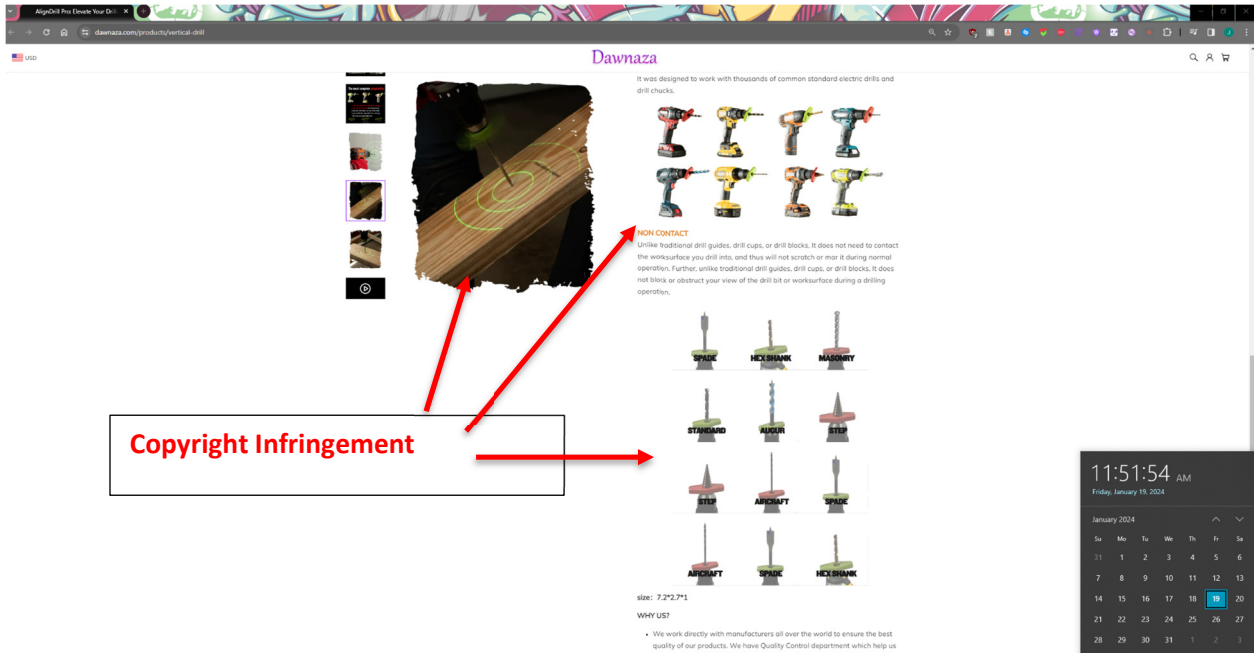 AlignDrill Pro: Elevate Your Drill
dawnaza.com/products/vertical-drill
USD
Dawnaza
It was designed to work with thousands of common standard electric drills and
drill chucks.
NON CONTACT
Unlike traditional drill guides, drill cups, or drill blocks, It does not need to contact
the worksurface you drill into, and thus will not scratch or mar it during normal
operation. Further, unlike traditional drill guides, drill cups, or drill blocks, It does
not block or obstruct your view of the drill bit or worksurface during a drilling
operation.
SPADE HEX SHANK MASONRY
STANDARD AUGUR STEP
STEP AIRCRAFT SPADE
AIRCRAFT SPADE HEX SHANK
size: 7.2*2.7*1
WHY US?
• We work directly with manufacturers all over the world to ensure the best
quality of our products. We have Quality Control department which help us
Copyright Infringement
11:51:54 AM
Friday, January 19, 2024
January 2024
Su Mo Tu We Th Fr Sa
31 1 2 3 4 5 6
7 8 9 10 11 12 13
14 15 16 17 18 19 20
21 22 23 24 25 26 27
28 29 30 31 1 2 3